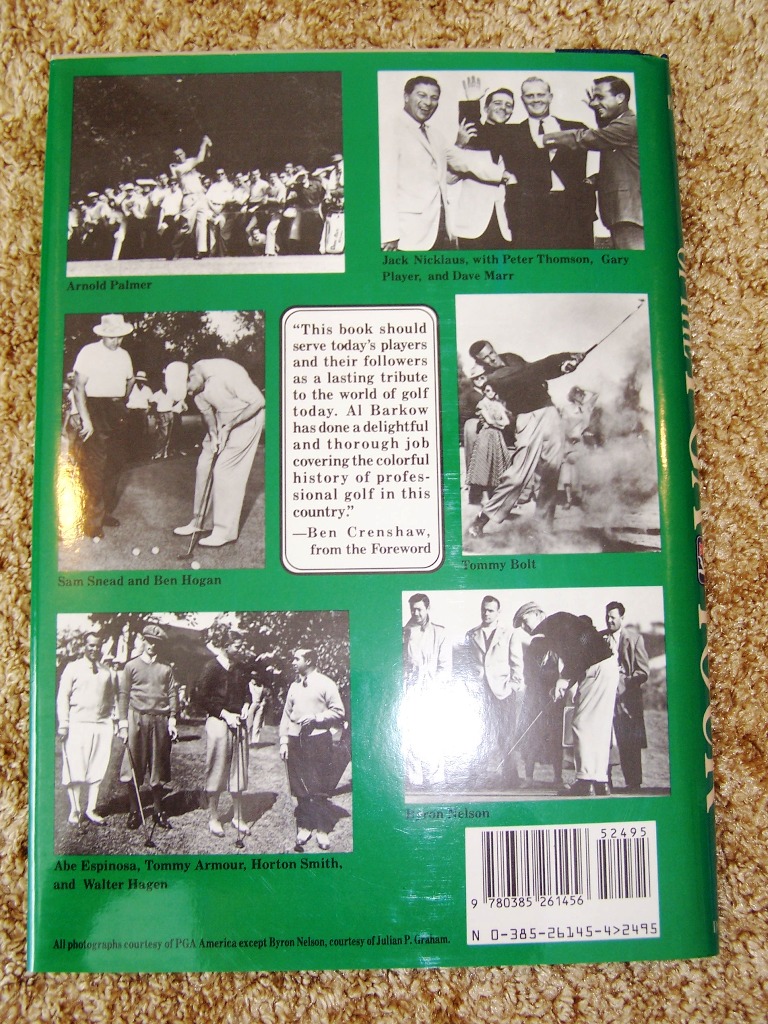 Arnold Palmer
Jack Nicklaus, with Peter Thomson, Gary
Player, and Dave Marr
“This book should
serve today's players
and their followers
as a lasting tribute
to the world of golf
today. Al Barkow
has done a delightful
and thorough job
covering the colorful
history of profes-
sional golf in this
country.”
—Ben Crenshaw,
from the Foreword
Sam Snead and Ben Hogan
Tommy Bolt
Byron Nelson
Abe Espinosa, Tommy Armour, Horton Smith,
and Walter Hagen
52495
9 780385 261456
N 0-385-26145-4>2495
All photographs courtesy of PGA America except Byron Nelson, courtesy of Julian P. Graham.